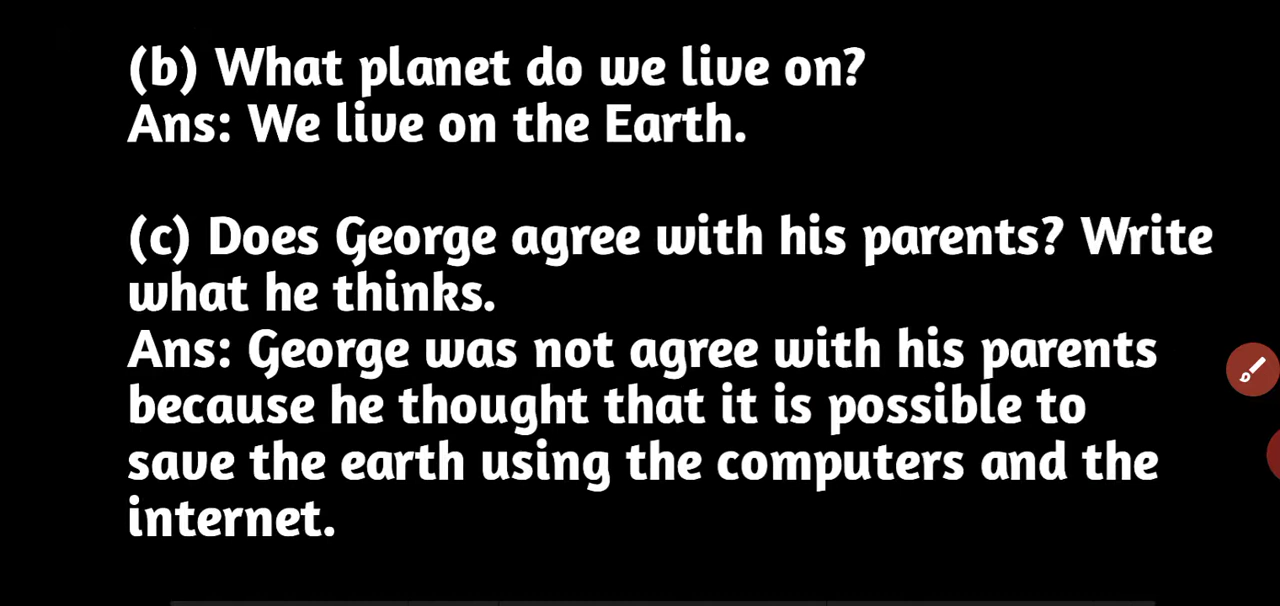 (b) What planet do we live on?
Ans: We live on the Earth.
(c) Does George agree with his parents? Write
what he thinks.
Ans: George was not agree with his parents
because he thought that it is possible to
save the earth using the computers and the
internet.